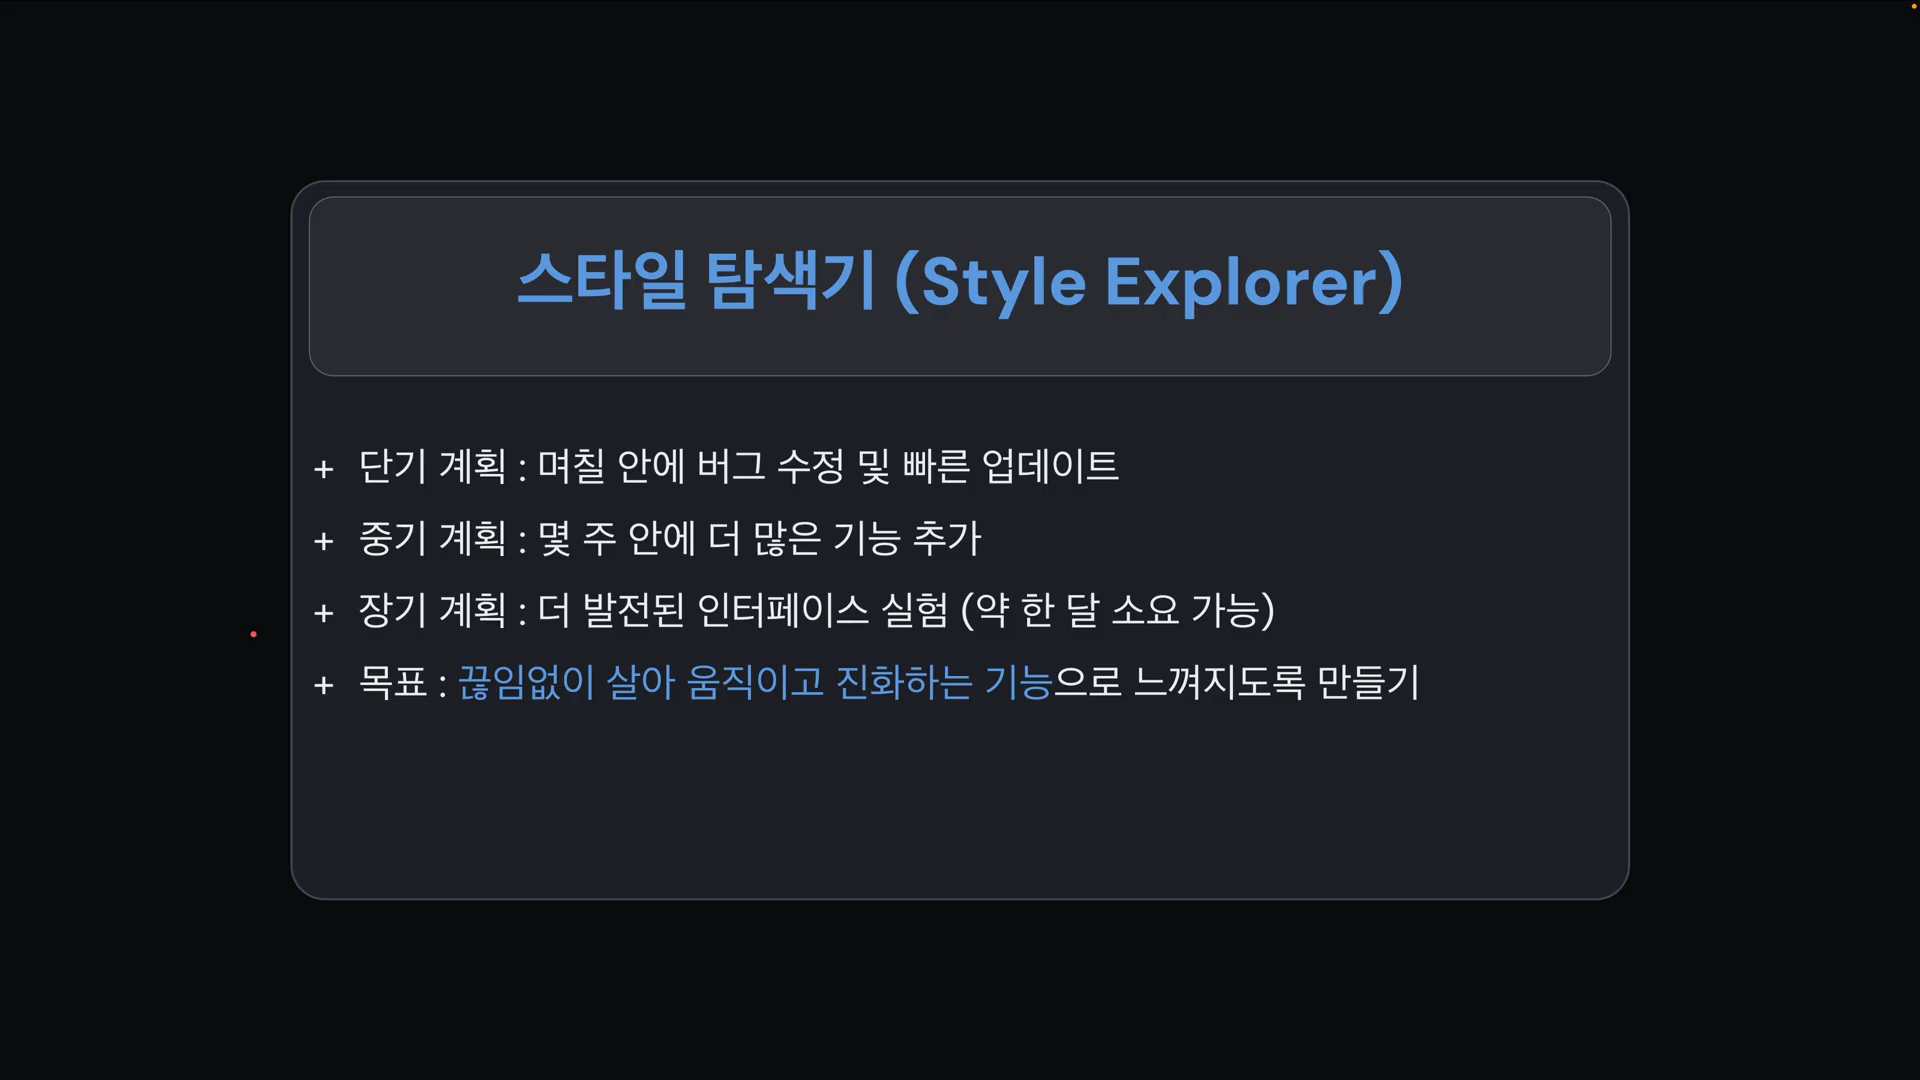 스타일 탐색기 (Style Explorer)
+ 단기 계획 : 며칠 안에 버그 수정 및 빠른 업데이트
+ 중기 계획 : 몇 주 안에 더 많은 기능 추가
+ 장기 계획 : 더 발전된 인터페이스 실험 (약 한 달 소요 가능)
+ 목표 : 끊임없이 살아 움직이고 진화하는 기능으로 느껴지도록 만들기